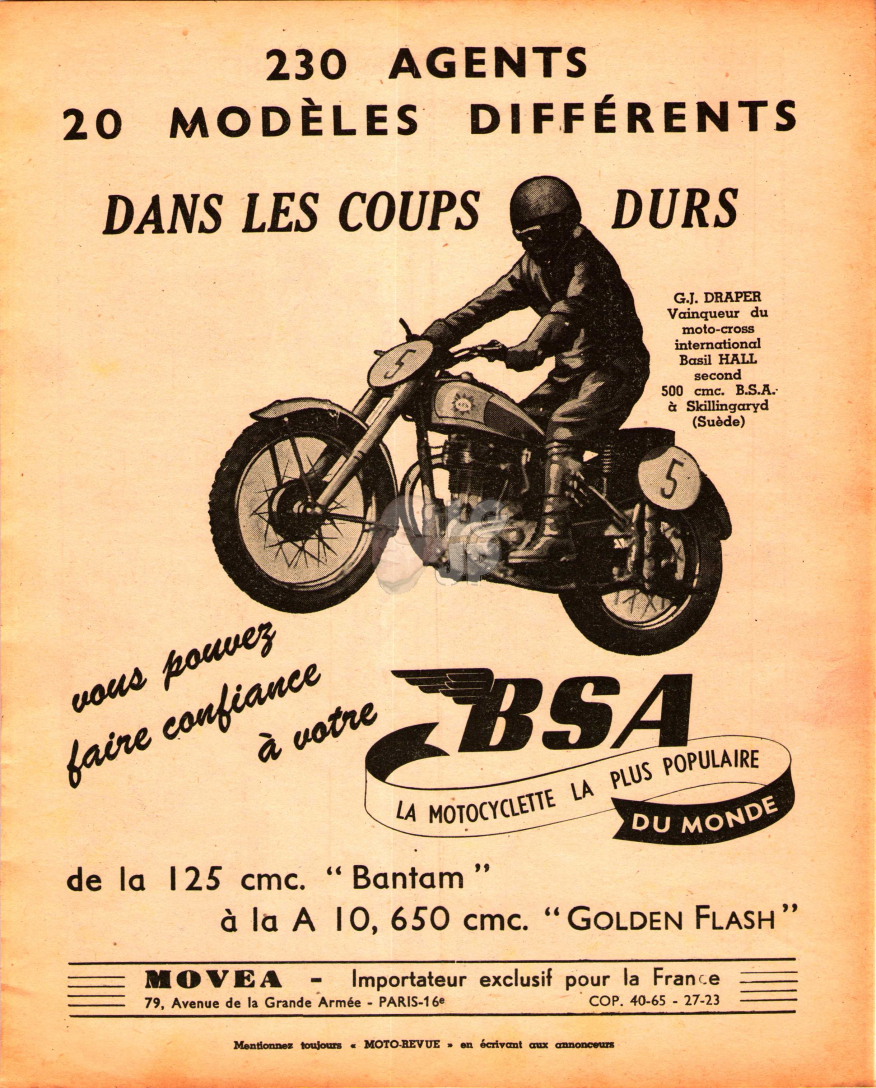 230 AGENTS
20 MODÈLES DIFFÉRENTS
DANS LES COUPS DURS
G.J. DRAPER
Vainqueur du
moto-cross
international
Basil HALL
second
500 cmc. B.S.A.
à Skillingaryd
(Suède)
5
5
vous pouvez
faire confiance
à votre
BSA
LA MOTOCYCLETTE LA PLUS POPULAIRE
DU MONDE
de la 125 cmc. “Bantam”
à la A 10, 650 cmc. “GOLDEN FLASH”
MOVEA - Importateur exclusif pour la France
79, Avenue de la Grande Armée - PARIS-16e
COP. 40-65 - 27-23
Mentionnez toujours « MOTO-REVUE » en écrivant aux annonceurs